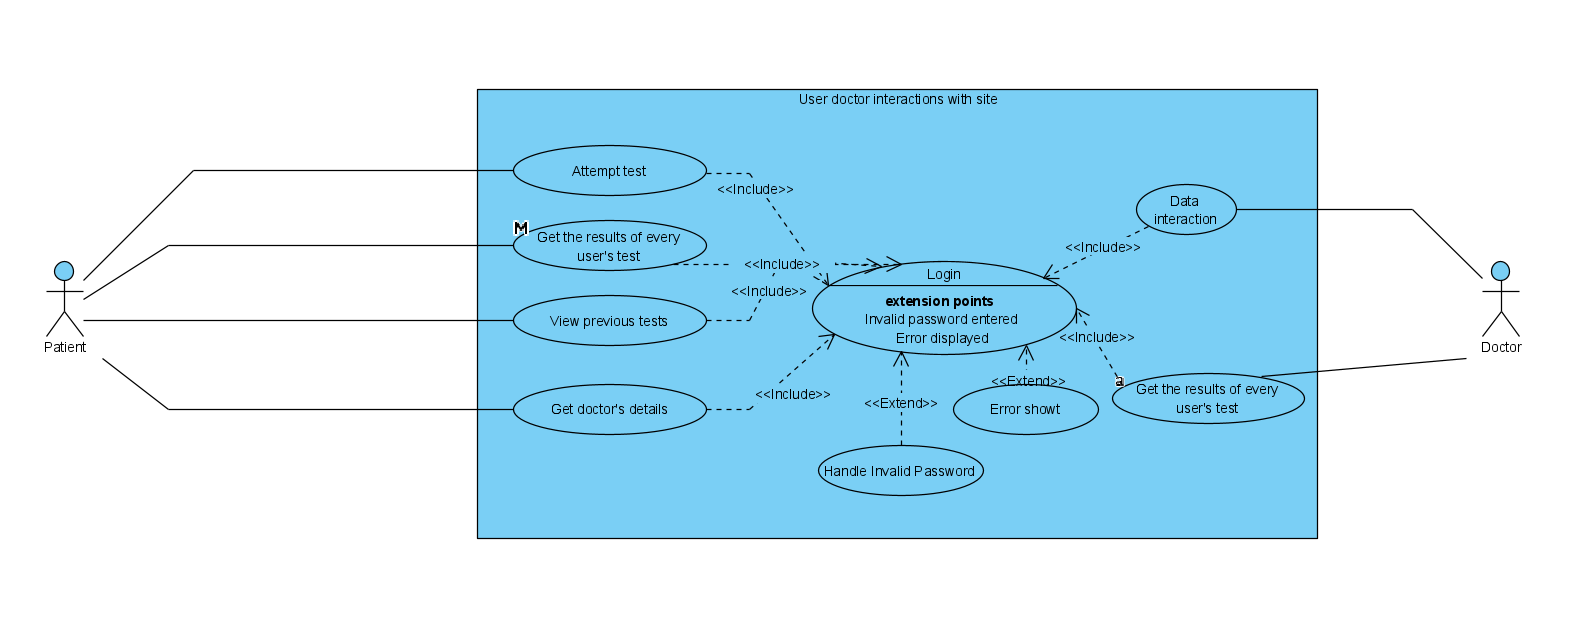 User doctor interactions with site
Attempt test
<<Include>>
M
Get the results of every
user's test
<<Include>>
<<Include>>
View previous tests
Get doctor's details
<<Include>>
Patient
Login
extension points
Invalid password entered
Error displayed
<<Extend>>
Handle Invalid Password
<<Extend>>
Error showt
Data
interaction
<<Include>>
<<Include>>
a
Get the results of every
user's test
Doctor